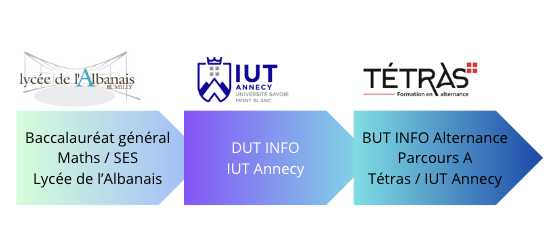 lycée de l'Albanais
RUMILLY
IUT
ANNECY
UNIVERSITÉ SAVOIE
MONT BLANC
TÉTRAS
Formation en alternance
Baccalauréat général
Maths / SES
Lycée de l’Albanais
DUT INFO
IUT Annecy
BUT INFO Alternance
Parcours A
Tétras / IUT Annecy